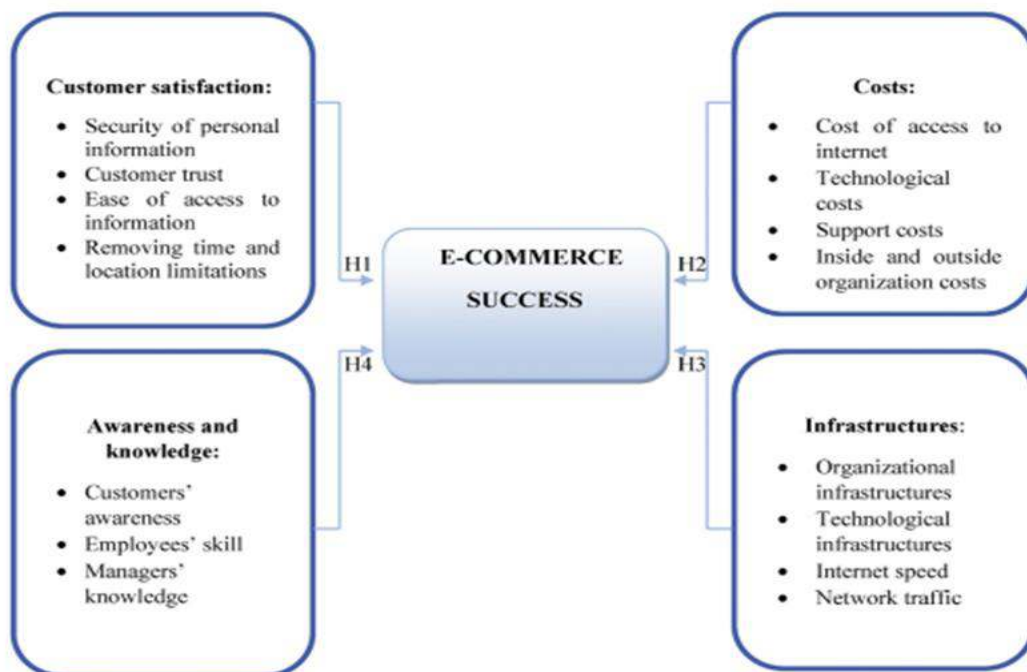 Customer satisfaction:
• Security of personal
information
• Customer trust
• Ease of access to
information
• Removing time and
location limitations
H1
E-COMMERCE
SUCCESS
H2
Costs:
• Cost of access to
internet
• Technological
costs
• Support costs
• Inside and outside
organization costs
H4
Awareness and
knowledge:
• Customers’
awareness
• Employees’ skill
• Managers’
knowledge
H3
Infrastructures:
• Organizational
infrastructures
• Technological
infrastructures
• Internet speed
• Network traffic